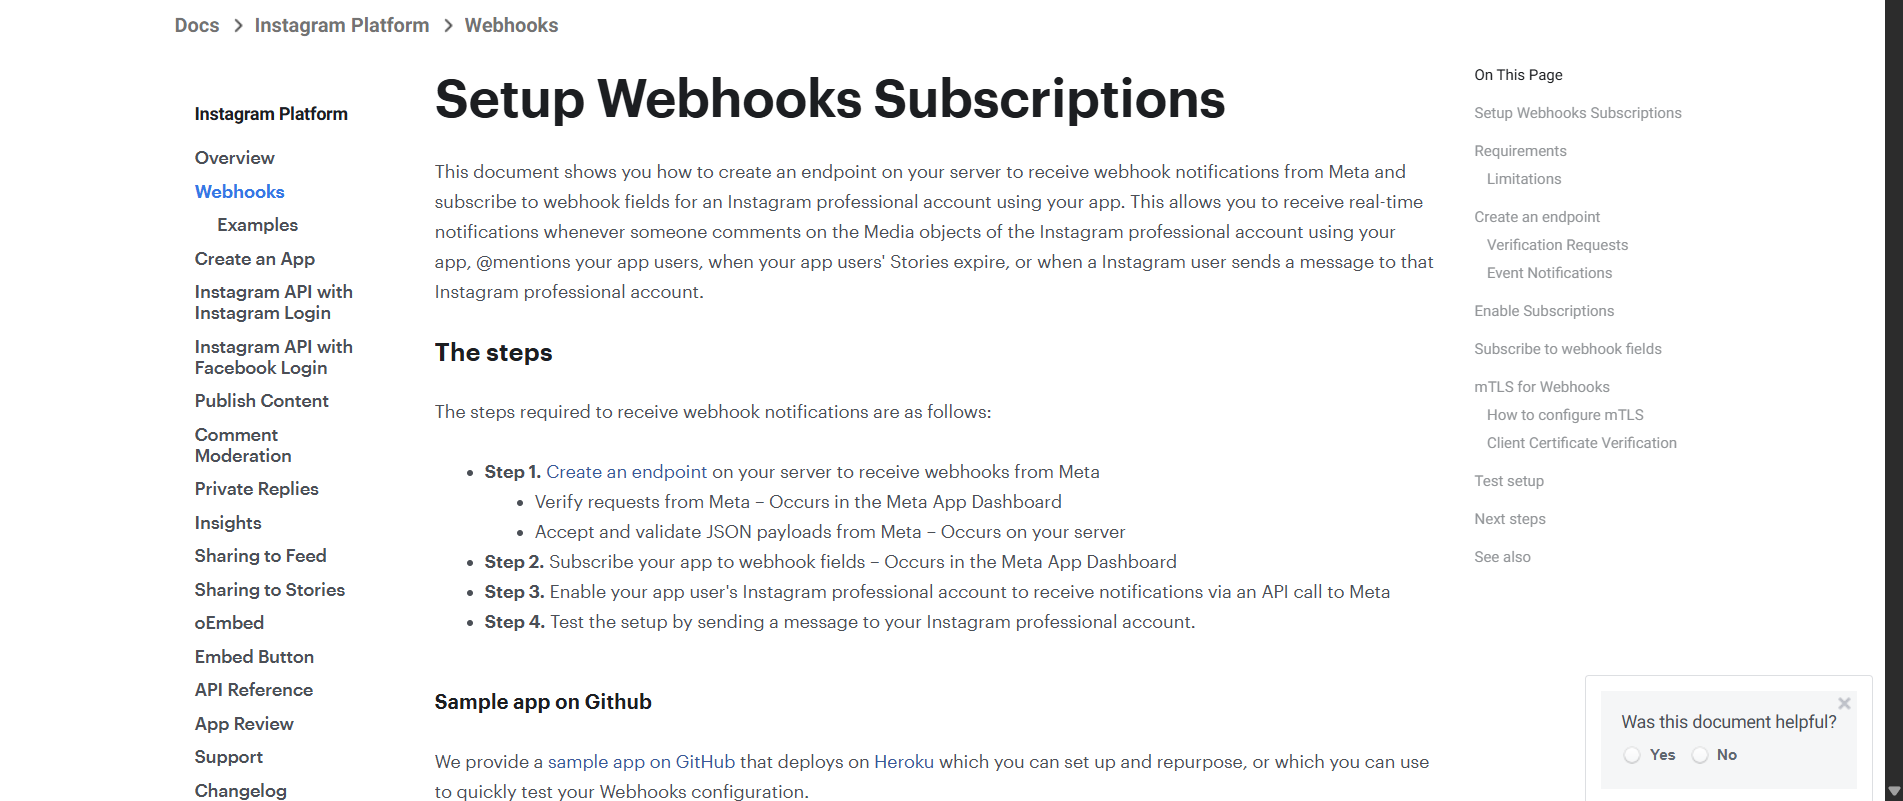 Docs > Instagram Platform > Webhooks
Instagram Platform
Overview
Webhooks
Examples
Create an App
Instagram API with
Instagram Login
Instagram API with
Facebook Login
Publish Content
Comment
Moderation
Private Replies
Insights
Sharing to Feed
Sharing to Stories
oEmbed
Embed Button
API Reference
App Review
Support
Changelog
Setup Webhooks Subscriptions
This document shows you how to create an endpoint on your server to receive webhook notifications from Meta and
subscribe to webhook fields for an Instagram professional account using your app. This allows you to receive real-time
notifications whenever someone comments on the Media objects of the Instagram professional account using your
app, @mentions your app users, when your app users' Stories expire, or when a Instagram user sends a message to that
Instagram professional account.
The steps
The steps required to receive webhook notifications are as follows:
• Step 1. Create an endpoint on your server to receive webhooks from Meta
• Verify requests from Meta – Occurs in the Meta App Dashboard
• Accept and validate JSON payloads from Meta – Occurs on your server
• Step 2. Subscribe your app to webhook fields – Occurs in the Meta App Dashboard
• Step 3. Enable your app user's Instagram professional account to receive notifications via an API call to Meta
• Step 4. Test the setup by sending a message to your Instagram professional account.
Sample app on Github
We provide a sample app on GitHub that deploys on Heroku which you can set up and repurpose, or which you can use
to quickly test your Webhooks configuration.
On This Page
Setup Webhooks Subscriptions
Requirements
Limitations
Create an endpoint
Verification Requests
Event Notifications
Enable Subscriptions
Subscribe to webhook fields
mTLS for Webhooks
How to configure mTLS
Client Certificate Verification
Test setup
Next steps
See also
Was this document helpful?
Yes No